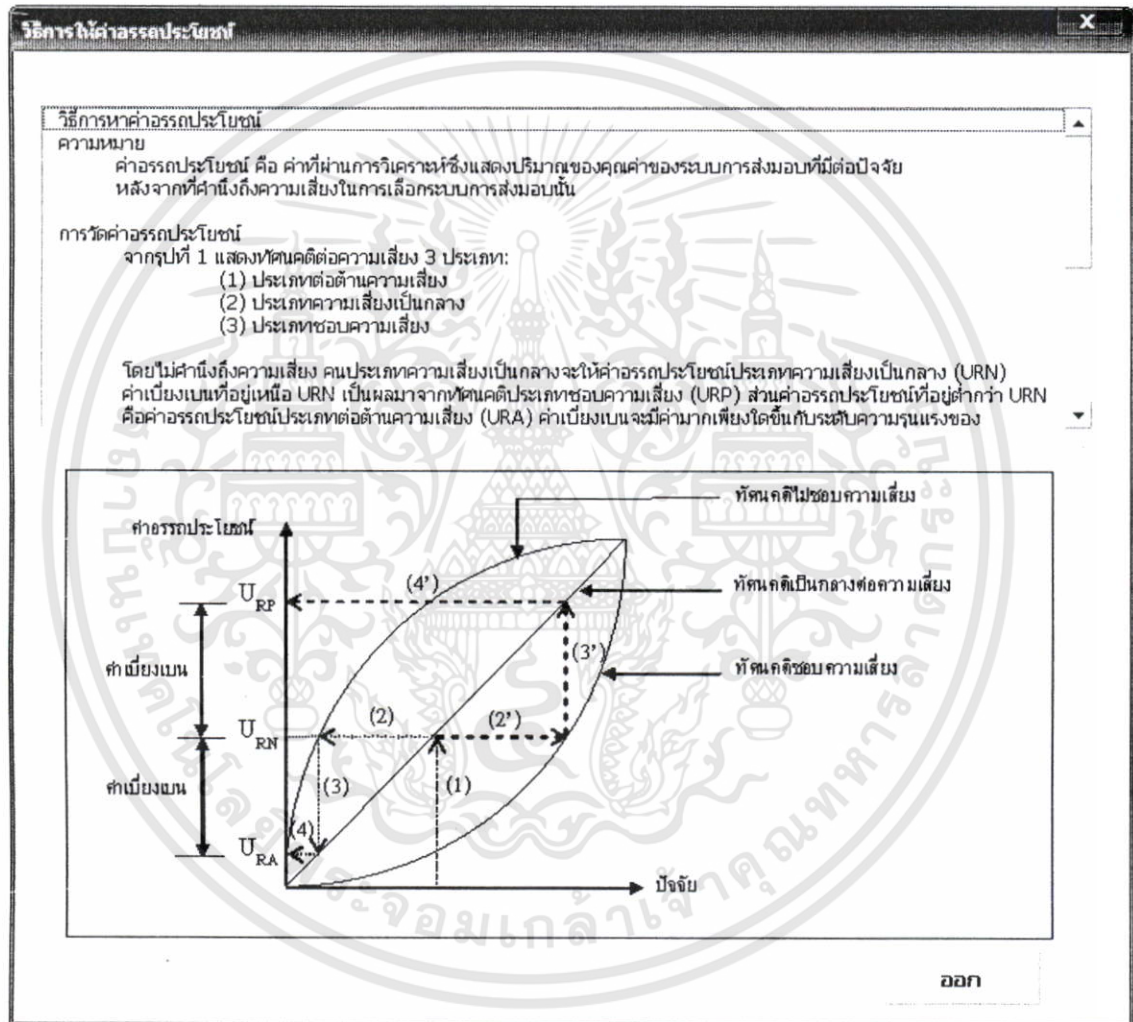 วิธีการให้ค่าอรรถประโยชน์
X
วิธีการหาค่าอรรถประโยชน์
ความหมาย
ค่าอรรถประโยชน์ คือ ค่าที่ผ่านการวิเคราะห์ซึ่งแสดงปริมาณของคุณค่าของระบบการส่งมอบที่มีต่อปัจจัย
หลังจากที่คำนึงถึงความเสี่ยงในการเลือกระบบการส่งมอบนั้น
การวัดค่าอรรถประโยชน์
จากรูปที่ 1 แสดงทัศนคติต่อความเสี่ยง 3 ประเภท:
(1) ประเภทต่อต้านความเสี่ยง
(2) ประเภทความเสี่ยงเป็นกลาง
(3) ประเภทชอบความเสี่ยง
โดยไม่คำนึงถึงความเสี่ยง คนประเภทความเสี่ยงเป็นกลางจะให้ค่าอรรถประโยชน์ประเภทความเสี่ยงเป็นกลาง (URN)
ค่าเบี่ยงเบนที่อยู่เหนือ URN เป็นผลมาจากทัศนคติประเภทชอบความเสี่ยง (URP) ส่วนค่าอรรถประโยชน์ที่อยู่ต่ำกว่า URN
คือค่าอรรถประโยชน์ประเภทต่อต้านความเสี่ยง (URA) ค่าเบี่ยงเบนจะมีค่ามากเพียงใดขึ้นกับระดับความรุนแรงของ
ทัศนคติไม่ชอบความเสี่ยง
ค่าอรรถประโยชน์
ทัศนคติเป็นกลางต่อความเสี่ยง
U RP
(4')
(3')
ค่าเบี่ยงเบน
ทัศนคติชอบความเสี่ยง
(2)
(2')
U RN
ค่าเบี่ยงเบน
(3)
(1)
(4)
U RA
ปัจจัย
ออก
พระจอมเกล้าเจ้าคุณทหารลาดกระบัง